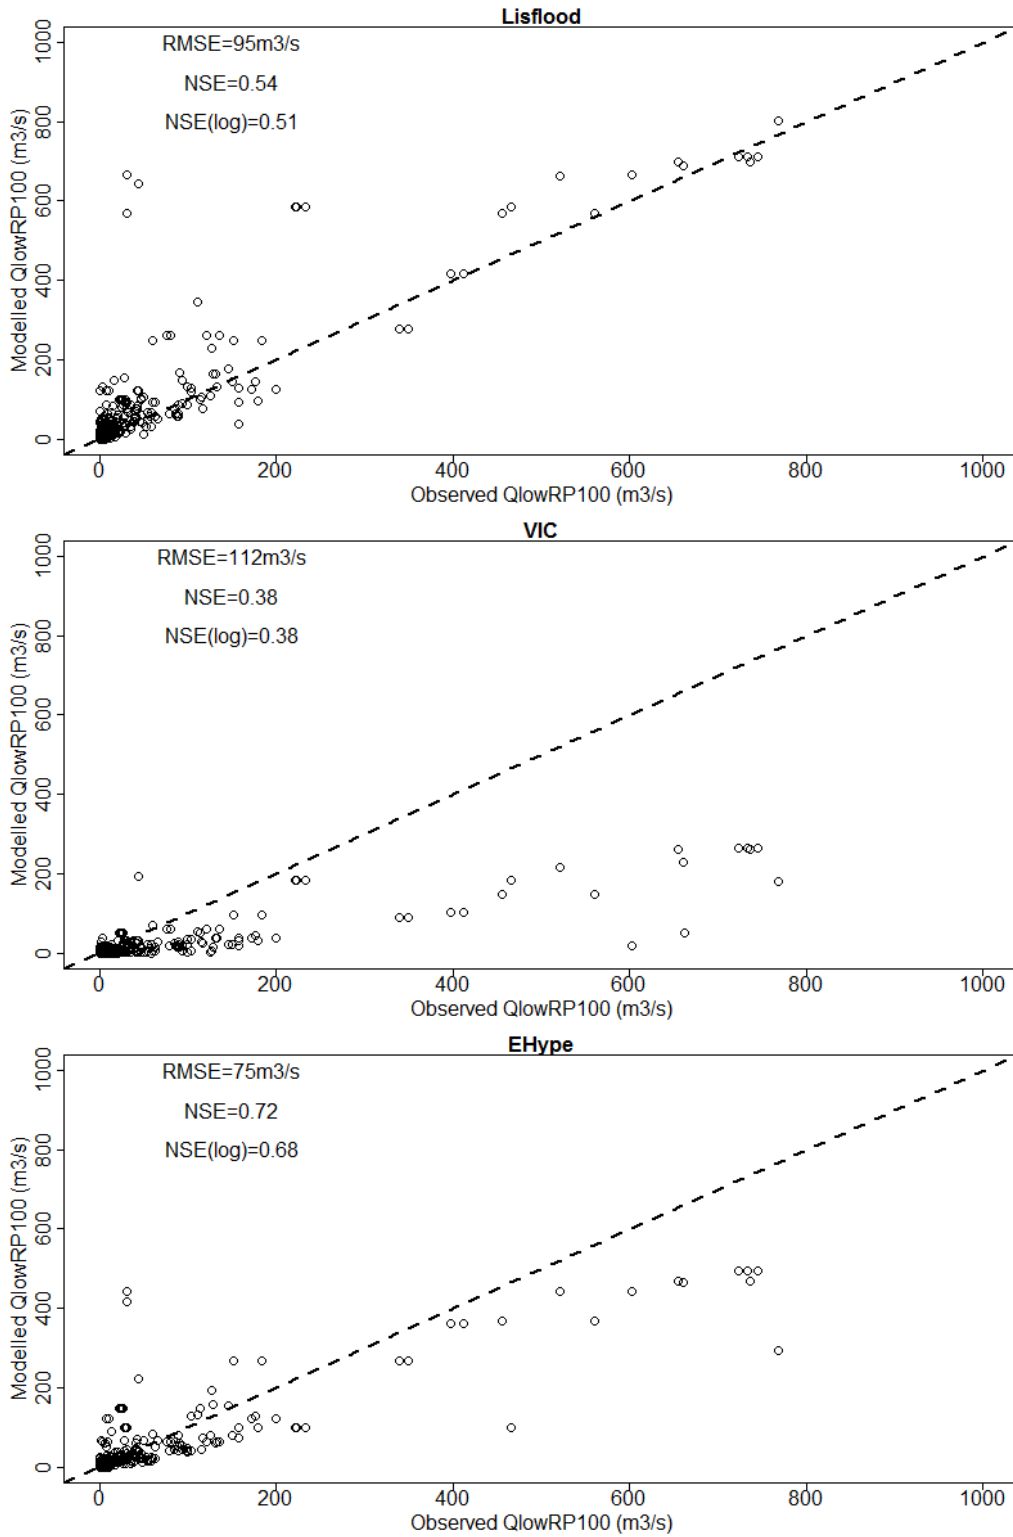 Lisflood
RMSE=95m3/s
NSE=0.54
NSE(log)=0.51
Modelled QlowRP100 (m3/s)
0 200 400 600 800 1000
0 200 400 600 800 1000
Observed QlowRP100 (m3/s)
VIC
RMSE=112m3/s
NSE=0.38
NSE(log)=0.38
Modelled QlowRP100 (m3/s)
0 200 400 600 800 1000
0 200 400 600 800 1000
Observed QlowRP100 (m3/s)
EHype
RMSE=75m3/s
NSE=0.72
NSE(log)=0.68
Modelled QlowRP100 (m3/s)
0 200 400 600 800 1000
0 200 400 600 800 1000
Observed QlowRP100 (m3/s)